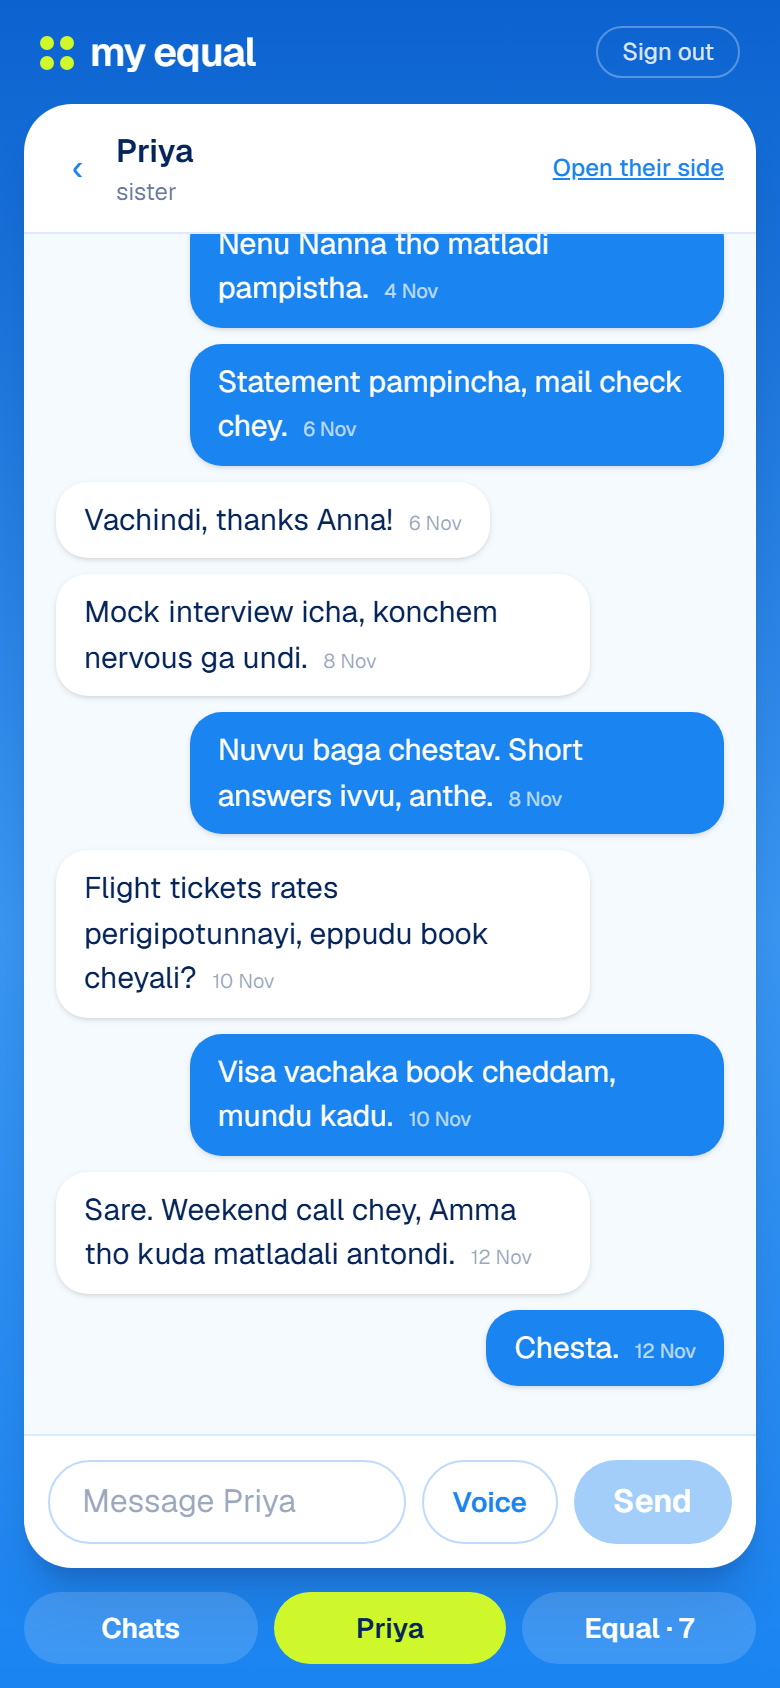 my equal
Sign out
‹
Priya
sister
Open their side
Nenu Nanna tho matladi
pampistha. 4 Nov
Statement pampincha, mail check
chey. 6 Nov
Vachindi, thanks Anna! 6 Nov
Mock interview icha, konchem
nervous ga undi. 8 Nov
Nuvvu baga chestav. Short
answers ivvu, anthe. 8 Nov
Flight tickets rates
perigipotunnayi, eppudu book
cheyali? 10 Nov
Visa vachaka book cheddam,
mundu kadu. 10 Nov
Sare. Weekend call chey, Amma
tho kuda matladali antondi. 12 Nov
Chesta. 12 Nov
Message Priya
Voice
Send
Chats
Priya
Equal · 7